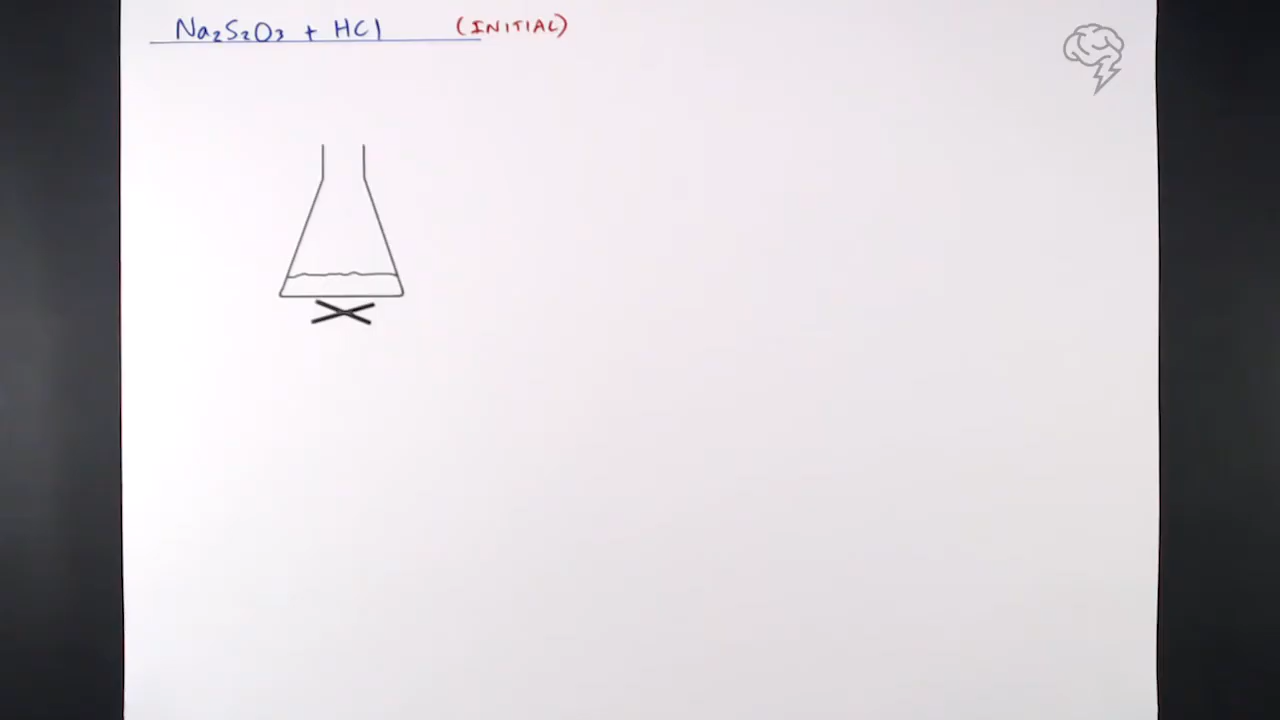 Na2S2O3 + HCl (INITIAL)